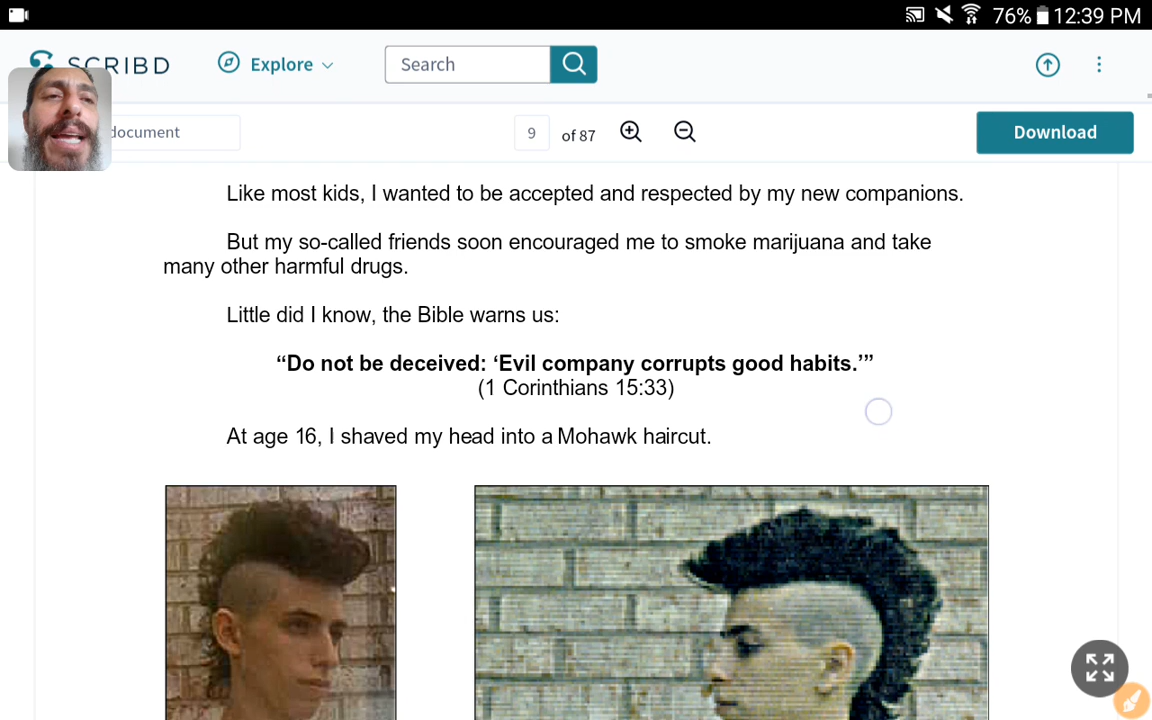 76% 12:39 PM
SCRIBD Explore Search
document 9 of 87 Download
Like most kids, I wanted to be accepted and respected by my new companions.
But my so-called friends soon encouraged me to smoke marijuana and take
many other harmful drugs.
Little did I know, the Bible warns us:
“Do not be deceived: ‘Evil company corrupts good habits.’”
(1 Corinthians 15:33)
At age 16, I shaved my head into a Mohawk haircut.